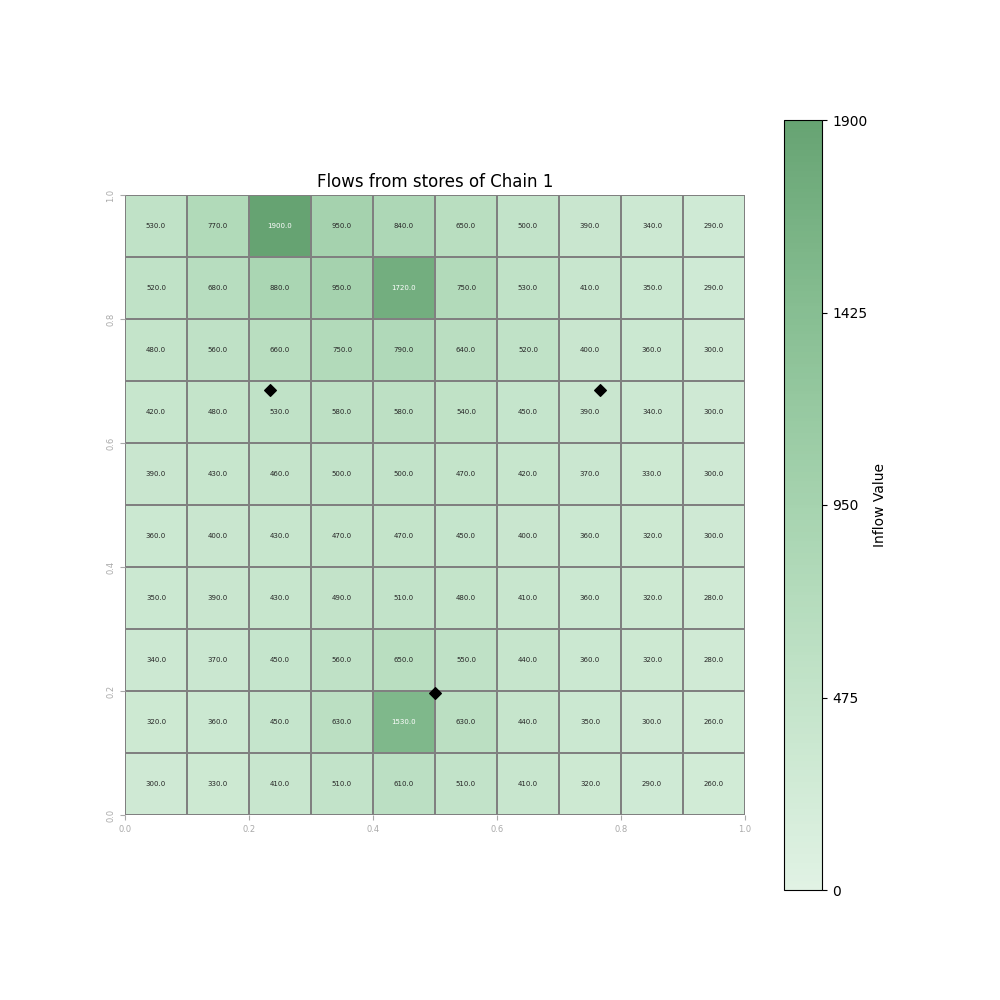 Flows from stores of Chain 1
1900
1425
950
475
0
Inflow Value
1.0
0.8
0.6
0.4
0.2
0.0
530.0 770.0 1900.0 950.0 840.0 650.0 500.0 390.0 340.0 290.0
520.0 680.0 880.0 950.0 1720.0 750.0 530.0 410.0 350.0 290.0
480.0 560.0 660.0 750.0 790.0 640.0 520.0 400.0 360.0 300.0
420.0 480.0 530.0 580.0 580.0 540.0 450.0 390.0 340.0 300.0
390.0 430.0 460.0 500.0 500.0 470.0 420.0 370.0 330.0 300.0
360.0 400.0 430.0 470.0 470.0 450.0 400.0 360.0 320.0 300.0
350.0 390.0 430.0 490.0 510.0 480.0 410.0 360.0 320.0 280.0
340.0 370.0 450.0 560.0 650.0 550.0 440.0 360.0 320.0 280.0
320.0 360.0 450.0 630.0 1530.0 630.0 440.0 350.0 300.0 260.0
300.0 330.0 410.0 510.0 610.0 510.0 410.0 320.0 290.0 260.0
0.0 0.2 0.4 0.6 0.8 1.0